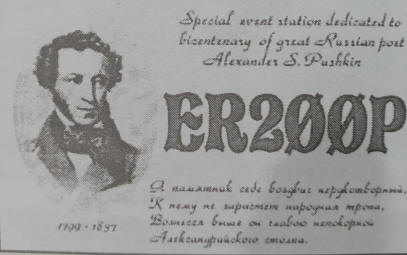 Special event station dedicated to
bicentenary of great Russian poet
Alexander S. Pushkin
ER2ØØP
Я памятник себе воздвиг нерукотворный,
К нему не зарастет народная тропа,
Вознесся выше он главою непокорной
Александрийского столпа.
1799 - 1837